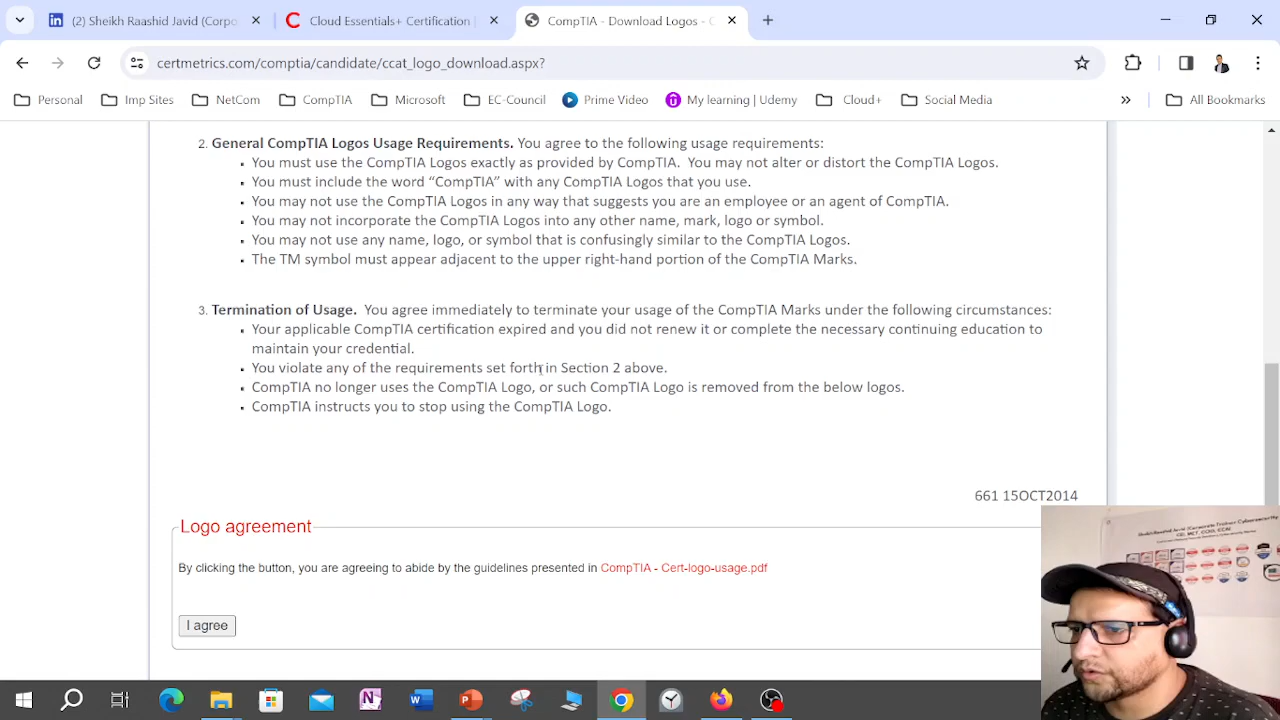 (2) Sheikh Raashid Javid (Corpo
Cloud Essentials+ Certification |
CompTIA - Download Logos - C
certmetrics.com/comptia/candidate/ccat_logo_download.aspx?
Personal
Imp Sites
NetCom
CompTIA
Microsoft
EC-Council
Prime Video
My learning | Udemy
Cloud+
Social Media
»
All Bookmarks
2. General CompTIA Logos Usage Requirements. You agree to the following usage requirements:
▪ You must use the CompTIA Logos exactly as provided by CompTIA. You may not alter or distort the CompTIA Logos.
▪ You must include the word “CompTIA” with any CompTIA Logos that you use.
▪ You may not use the CompTIA Logos in any way that suggests you are an employee or an agent of CompTIA.
▪ You may not incorporate the CompTIA Logos into any other name, mark, logo or symbol.
▪ You may not use any name, logo, or symbol that is confusingly similar to the CompTIA Logos.
▪ The TM symbol must appear adjacent to the upper right-hand portion of the CompTIA Marks.
3. Termination of Usage. You agree immediately to terminate your usage of the CompTIA Marks under the following circumstances:
▪ Your applicable CompTIA certification expired and you did not renew it or complete the necessary continuing education to
maintain your credential.
▪ You violate any of the requirements set forth in Section 2 above.
▪ CompTIA no longer uses the CompTIA Logo, or such CompTIA Logo is removed from the below logos.
▪ CompTIA instructs you to stop using the CompTIA Logo.
661 15OCT2014
Logo agreement
By clicking the button, you are agreeing to abide by the guidelines presented in CompTIA - Cert-logo-usage.pdf
I agree
Sheikh Raashid Javid (Corporate Trainer) Cybersecurity